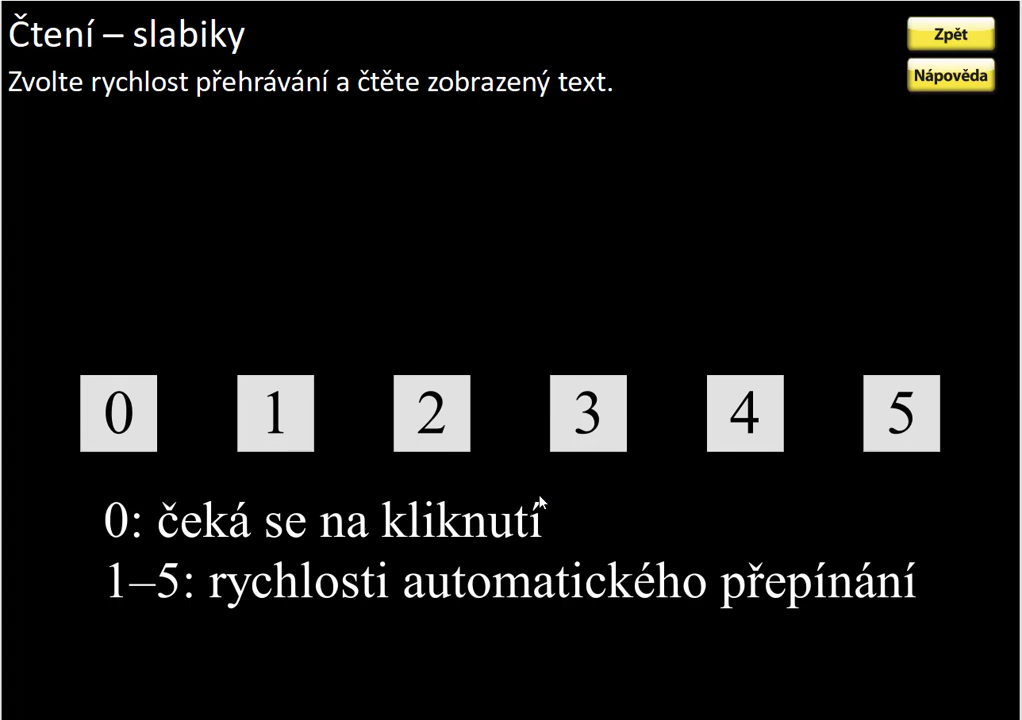 Čtení – slabiky
Zpět
Zvolte rychlost přehrávání a čtěte zobrazený text.
Nápověda
0 1 2 3 4 5
0: čeká se na kliknutí
1–5: rychlosti automatického přepínání